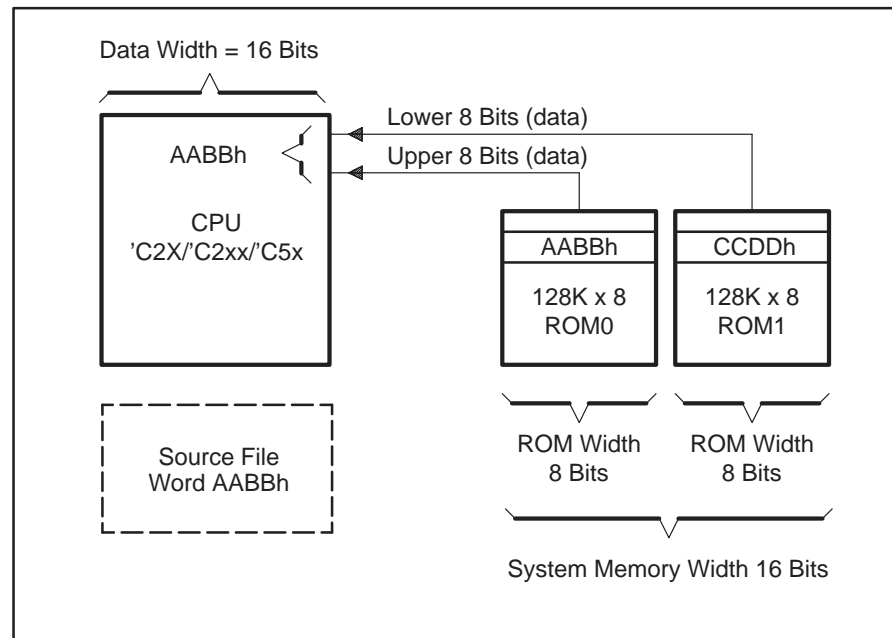 Data Width = 16 Bits
Lower 8 Bits (data)
Upper 8 Bits (data)
AABBh
CPU
'C2X/'C2xx/'C5x
AABBh
128K x 8
ROM0
CCDDh
128K x 8
ROM1
Source File
Word AABBh
ROM Width
8 Bits
ROM Width
8 Bits
System Memory Width 16 Bits